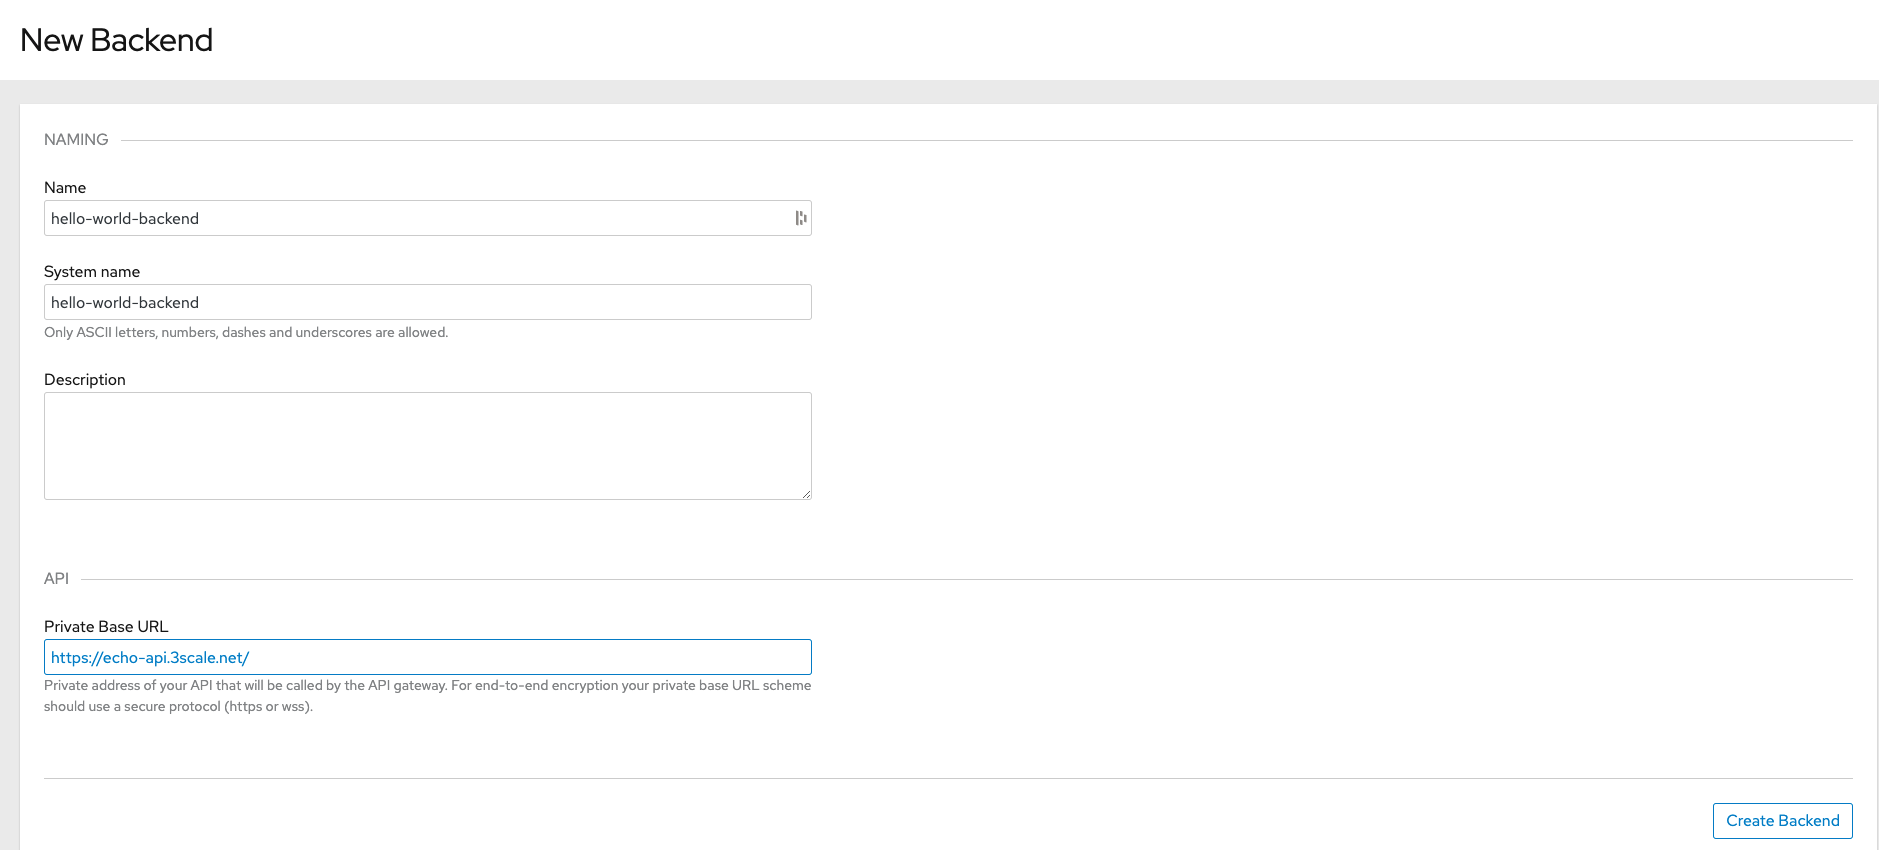 New Backend
NAMING
Name
hello-world-backend
System name
hello-world-backend
Only ASCII letters, numbers, dashes and underscores are allowed.
Description
API
Private Base URL
https://echo-api.3scale.net/
Private address of your API that will be called by the API gateway. For end-to-end encryption your private base URL scheme
should use a secure protocol (https or wss).
Create Backend